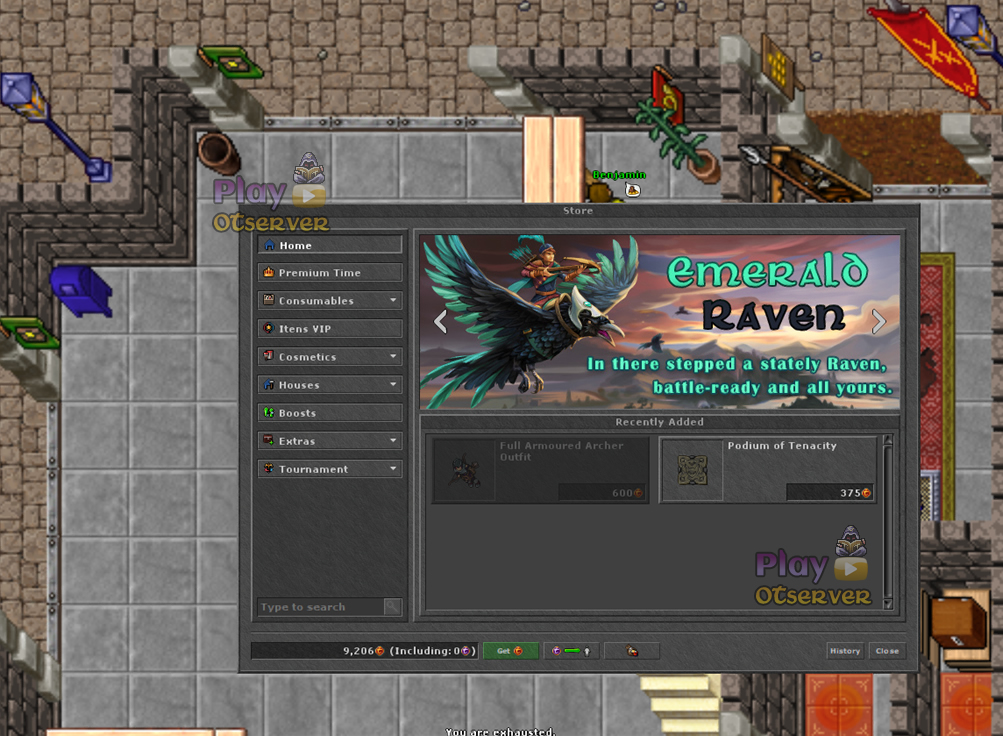 Benjamin
Play
OTserver
Store
Home
Premium Time
Consumables
Itens VIP
Cosmetics
Houses
Boosts
Extras
Tournament
Type to search
Emerald
Raven
In there stepped a stately Raven,
battle-ready and all yours.
Recently Added
Full Armoured Archer
Outfit
600
Podium of Tenacity
375
Play
OTserver
9,206 (Including: 0)
Get
History
Close
You are exhausted.